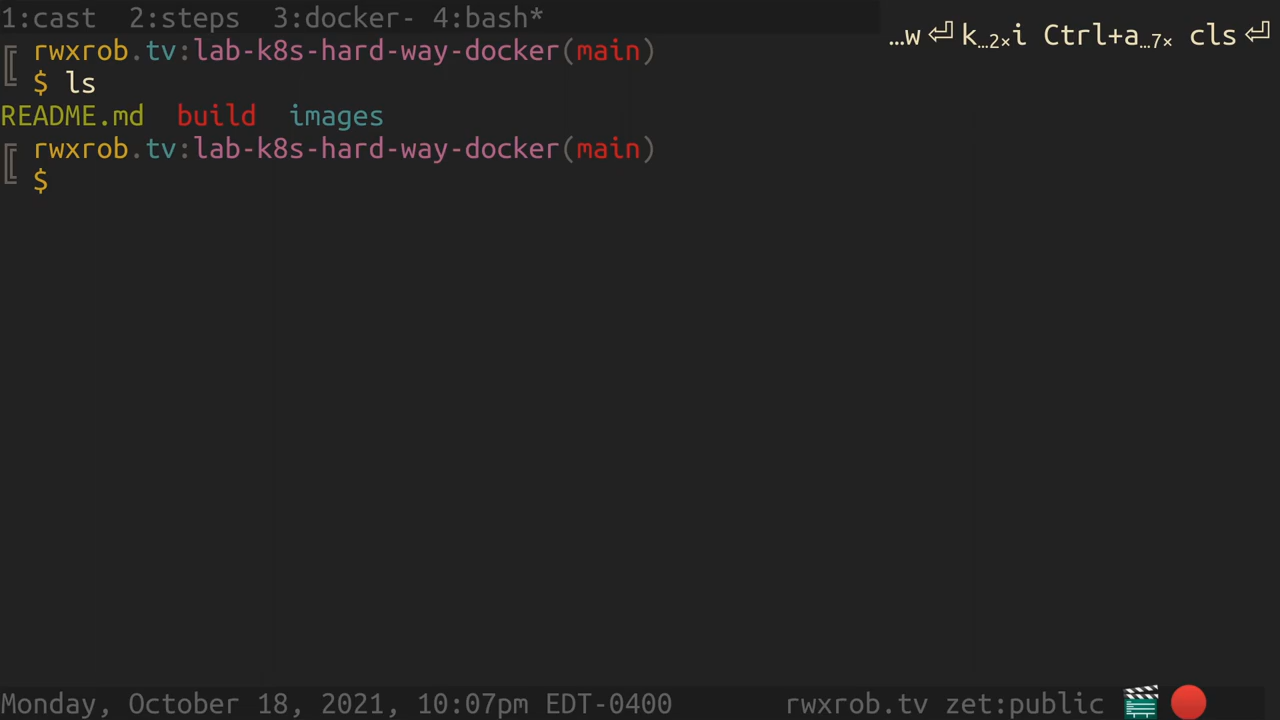 1:cast 2:steps 3:docker- 4:bash*
…w ⏎ k…2×i Ctrl+a…7× cls ⏎
rwxrob.tv:lab-k8s-hard-way-docker(main)
$ ls
README.md build images
rwxrob.tv:lab-k8s-hard-way-docker(main)
$
Monday, October 18, 2021, 10:07pm EDT-0400 rwxrob.tv zet:public